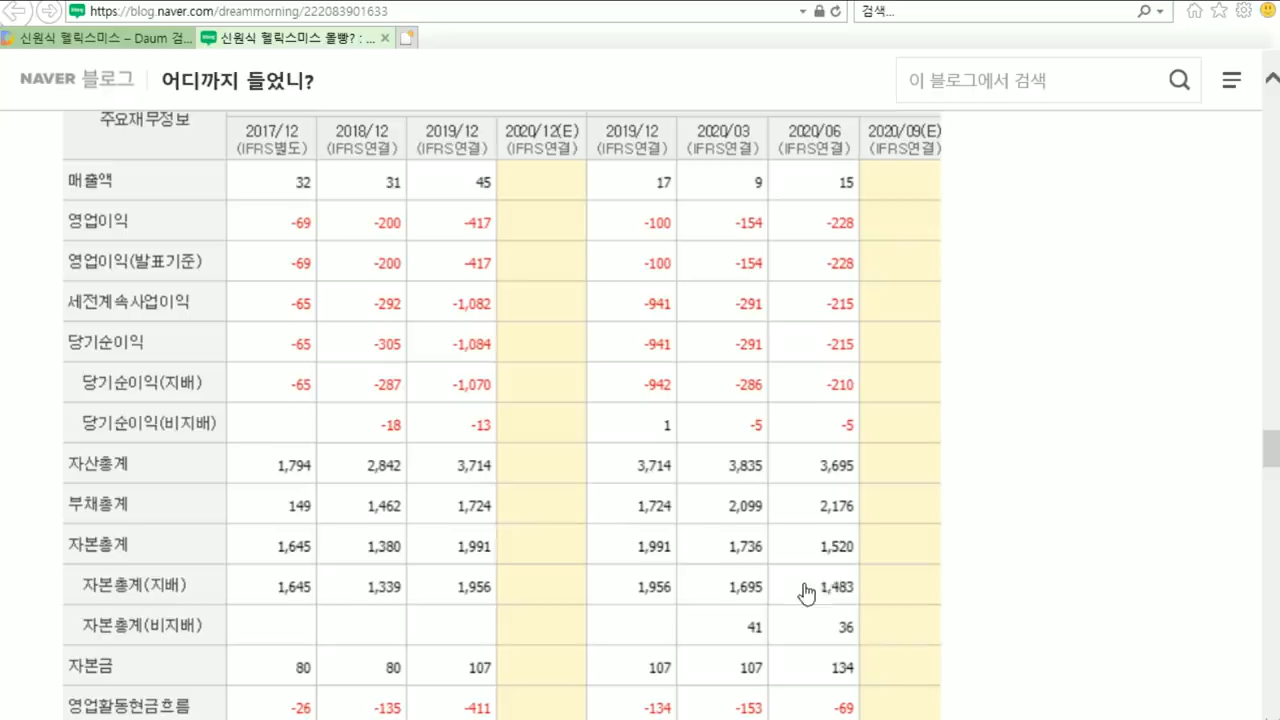 https://blog.naver.com/dreammorning/222083901633
검색...
신원식 헬릭스미스 – Daum 검...
신원식 헬릭스미스 몰빵? : ...
NAVER 블로그
어디까지 들었니?
이 블로그에서 검색
주요재무정보
2017/12 2018/12 2019/12 2020/12(E) 2019/12 2020/03 2020/06 2020/09(E)
(IFRS별도) (IFRS연결) (IFRS연결) (IFRS연결) (IFRS연결) (IFRS연결) (IFRS연결) (IFRS연결)
매출액 32 31 45 17 9 15
영업이익 -69 -200 -417 -100 -154 -228
영업이익(발표기준) -69 -200 -417 -100 -154 -228
세전계속사업이익 -65 -292 -1,082 -941 -291 -215
당기순이익 -65 -305 -1,084 -941 -291 -215
당기순이익(지배) -65 -287 -1,070 -942 -286 -210
당기순이익(비지배) -18 -13 1 -5 -5
자산총계 1,794 2,842 3,714 3,714 3,835 3,695
부채총계 149 1,462 1,724 1,724 2,099 2,176
자본총계 1,645 1,380 1,991 1,991 1,736 1,520
자본총계(지배) 1,645 1,339 1,956 1,956 1,695 1,483
자본총계(비지배) 41 36
자본금 80 80 107 107 107 134
영업활동현금흐름 -26 -135 -411 -134 -153 -69